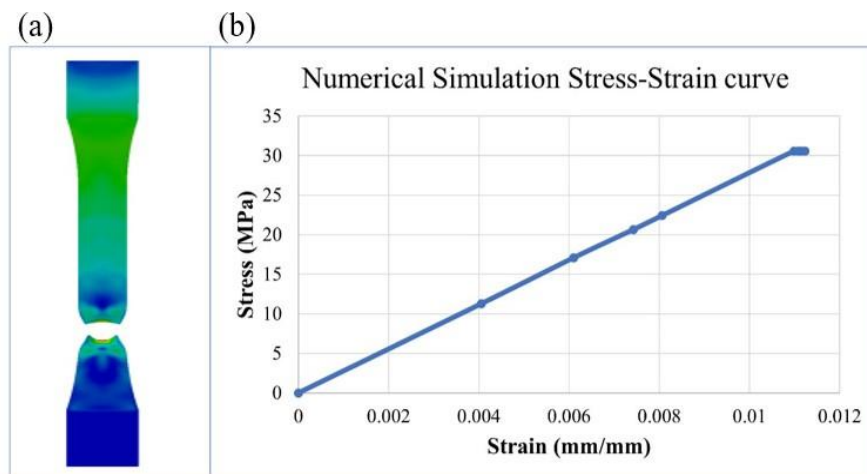 (a)
(b)
Numerical Simulation Stress-Strain curve
35
30
25
20
15
10
5
0
Stress (MPa)
0 0.002 0.004 0.006 0.008 0.01 0.012
Strain (mm/mm)